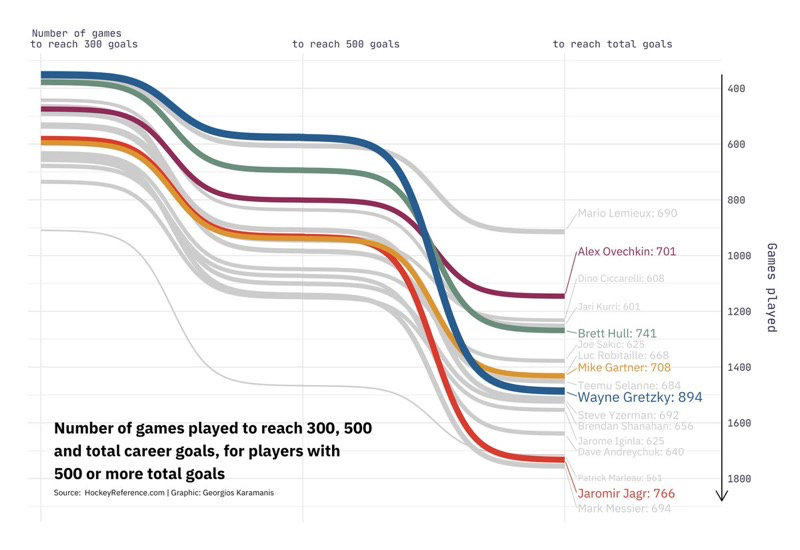 Number of games
to reach 300 goals
to reach 500 goals
to reach total goals
400
600
800
1000
1200
1400
1600
1800
Games played
Mario Lemieux: 690
Alex Ovechkin: 701
Dino Ciccarelli: 608
Jari Kurri: 601
Brett Hull: 741
Joe Sakic: 625
Luc Robitaille: 668
Mike Gartner: 708
Teemu Selanne: 684
Wayne Gretzky: 894
Steve Yzerman: 692
Brendan Shanahan: 656
Jarome Iginla: 625
Dave Andreychuk: 640
Patrick Marleau: 561
Jaromir Jagr: 766
Mark Messier: 694
Number of games played to reach 300, 500
and total career goals, for players with
500 or more total goals
Source: HockeyReference.com | Graphic: Georgios Karamanis